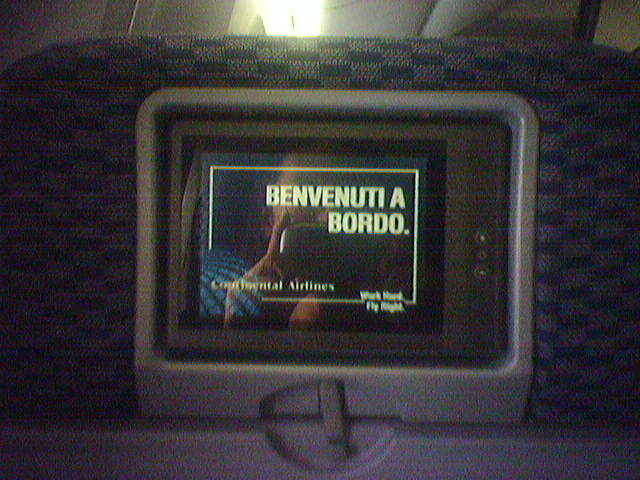 BENVENUTI A
BORDO.
Continental Airlines
Work Hard.
Fly Right.